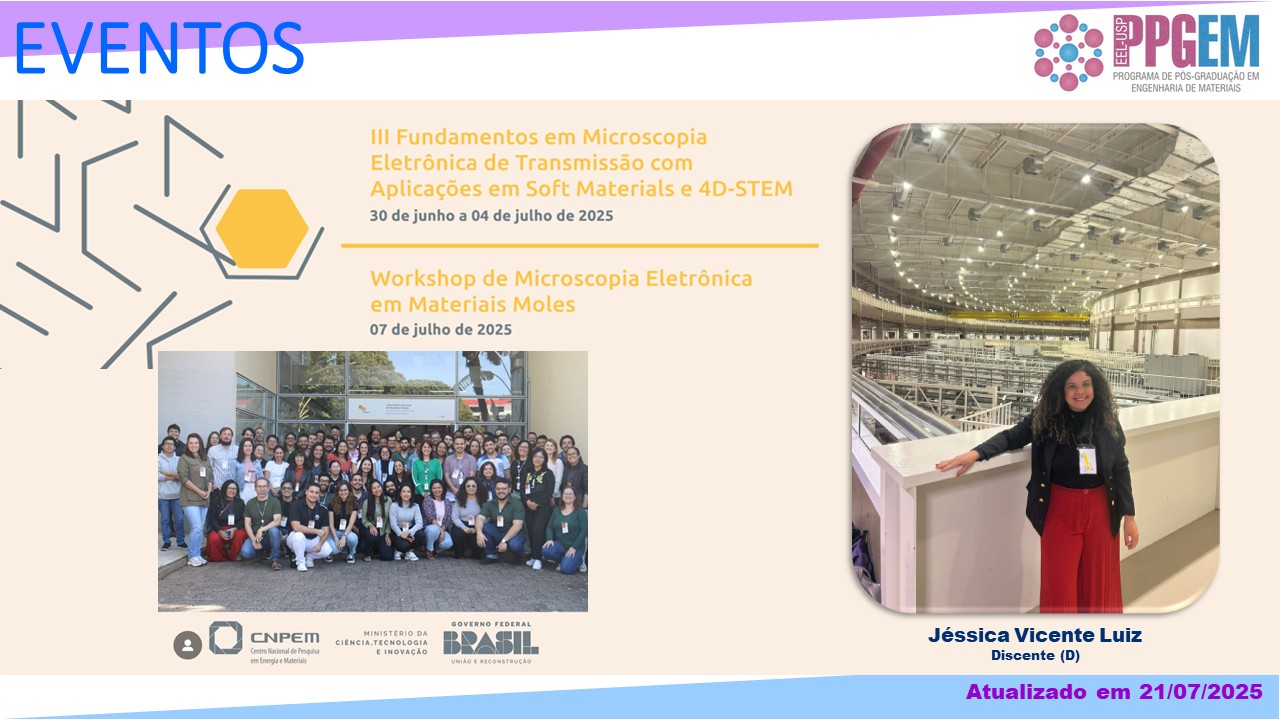 EVENTOS
EEL-USP
PPGEM
PROGRAMA DE PÓS-GRADUAÇÃO EM
ENGENHARIA DE MATERIAIS
III Fundamentos em Microscopia
Eletrônica de Transmissão com
Aplicações em Soft Materials e 4D-STEM
30 de junho a 04 de julho de 2025
Workshop de Microscopia Eletrônica
em Materiais Moles
07 de julho de 2025
CNPEM
Centro Nacional de Pesquisa
em Energia e Materiais
MINISTÉRIO DA
CIÊNCIA, TECNOLOGIA
E INOVAÇÃO
GOVERNO FEDERAL
BRASIL
UNIÃO E RECONSTRUÇÃO
Jéssica Vicente Luiz
Discente (D)
Atualizado em 21/07/2025